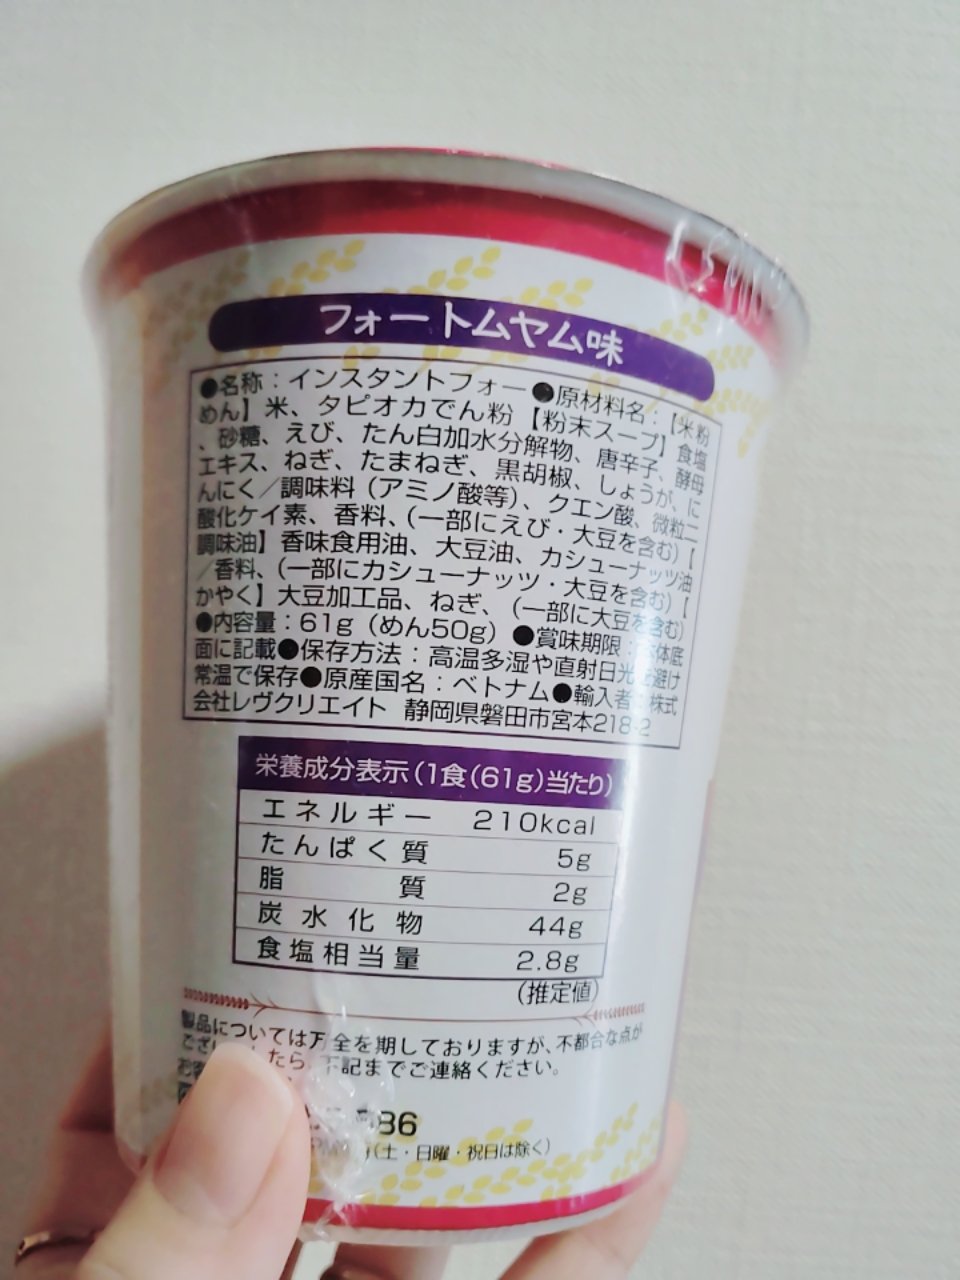 フォートムヤム味
●名称：インスタントフォー●原材料名：【米粉
めん】米、タピオカでん粉【粉末スープ】食塩
、砂糖、えび、たん白加水分解物、唐辛子、酵母
エキス、ねぎ、たまねぎ、黒胡椒、しょうが、に
んにく／調味料（アミノ酸等）、クエン酸、微粒二
酸化ケイ素、香料、（一部にえび・大豆を含む）【
調味油】香味食用油、大豆油、カシューナッツ油
／香料、（一部にカシューナッツ・大豆を含む）【
かやく】大豆加工品、ねぎ、（一部に大豆を含む）
●内容量：61g（めん50g）●賞味期限：本体底
面に記載●保存方法：高温多湿や直射日光を避け
常温で保存●原産国名：ベトナム●輸入者：株式
会社レヴクリエイト 静岡県磐田市宮本218-2
栄養成分表示（1食（61g）当たり）
エネルギー 210kcal
たんぱく質 5g
脂質 2g
炭水化物 44g
食塩相当量 2.8g
（推定値）
製品については万全を期しておりますが、不都合な点が
ござい したら、下記までご連絡ください。
86
（土・日曜・祝日は除く）